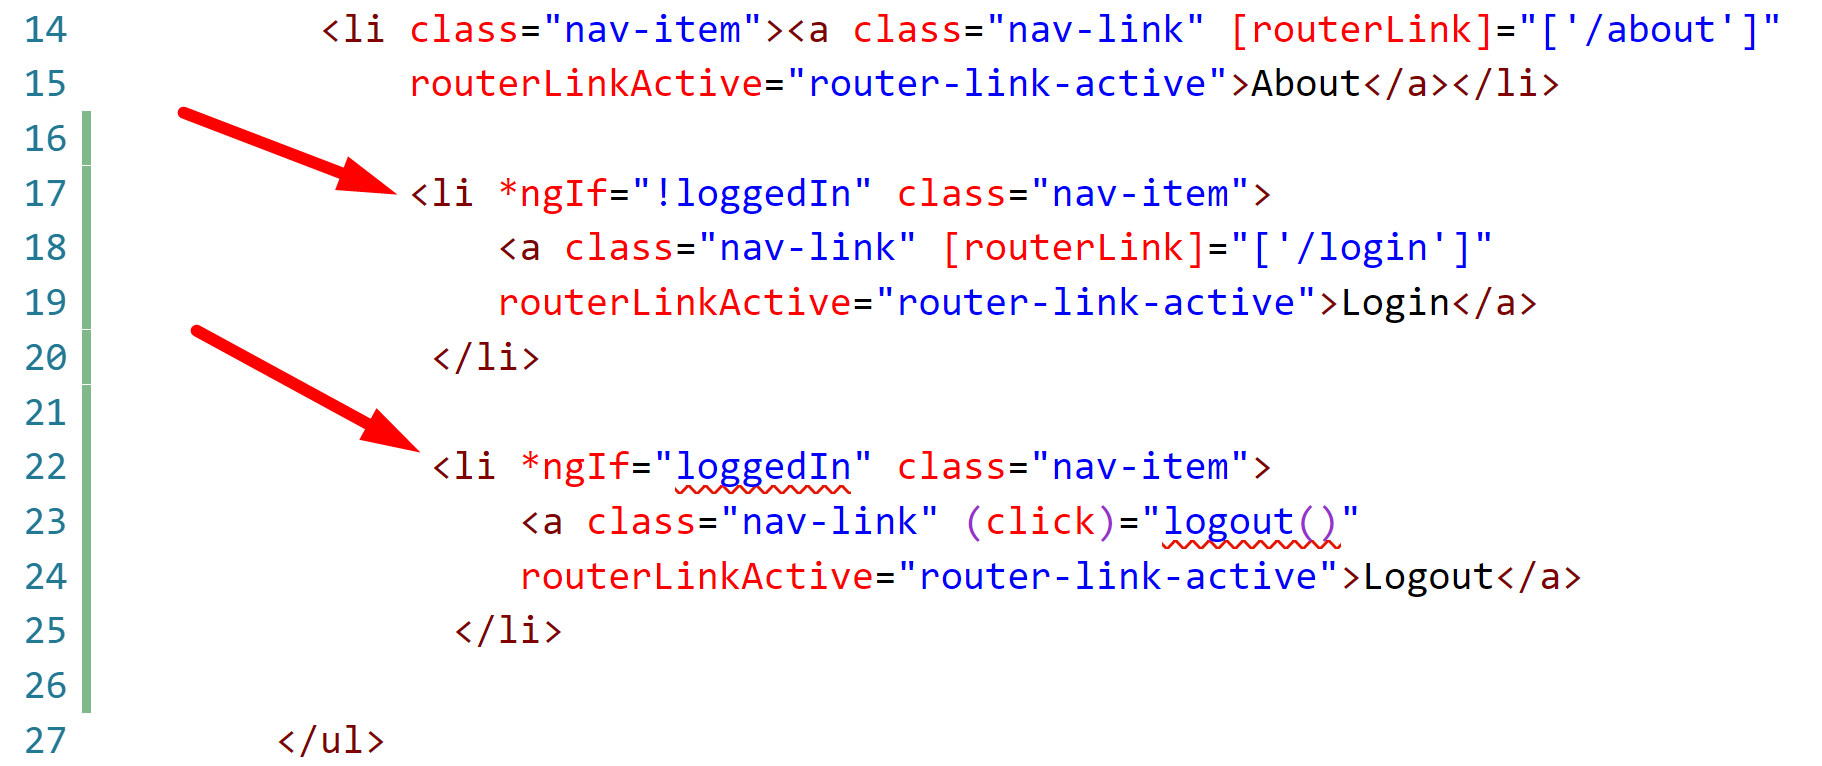 14 <li class="nav-item"><a class="nav-link" [routerLink]="['/about']"
15 routerLinkActive="router-link-active">About</a></li>
16
17 <li *ngIf="!loggedIn" class="nav-item">
18 <a class="nav-link" [routerLink]="['/login']"
19 routerLinkActive="router-link-active">Login</a>
20 </li>
21
22 <li *ngIf="loggedIn" class="nav-item">
23 <a class="nav-link" (click)="logout()"
24 routerLinkActive="router-link-active">Logout</a>
25 </li>
26
27 </ul>